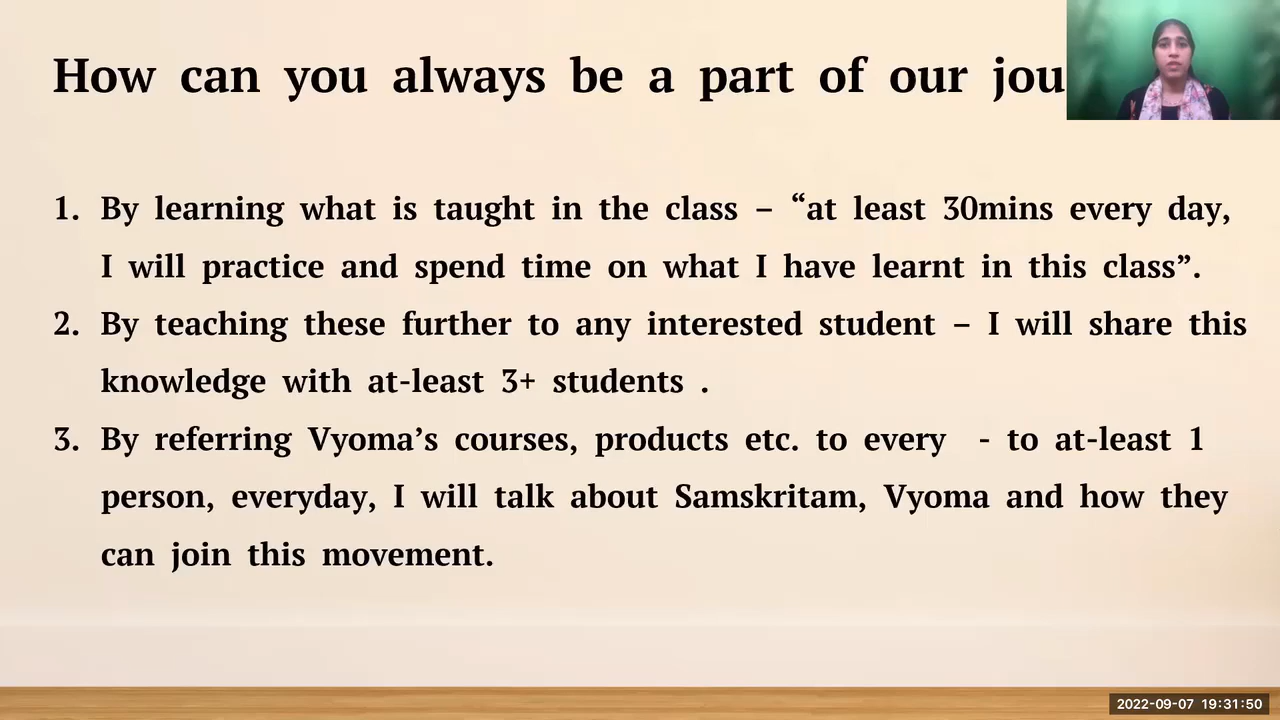 How can you always be a part of our jou
1. By learning what is taught in the class – “at least 30mins every day,
I will practice and spend time on what I have learnt in this class”.
2. By teaching these further to any interested student – I will share this
knowledge with at-least 3+ students .
3. By referring Vyoma’s courses, products etc. to every - to at-least 1
person, everyday, I will talk about Samskritam, Vyoma and how they
can join this movement.
2022-09-07 19:31:50